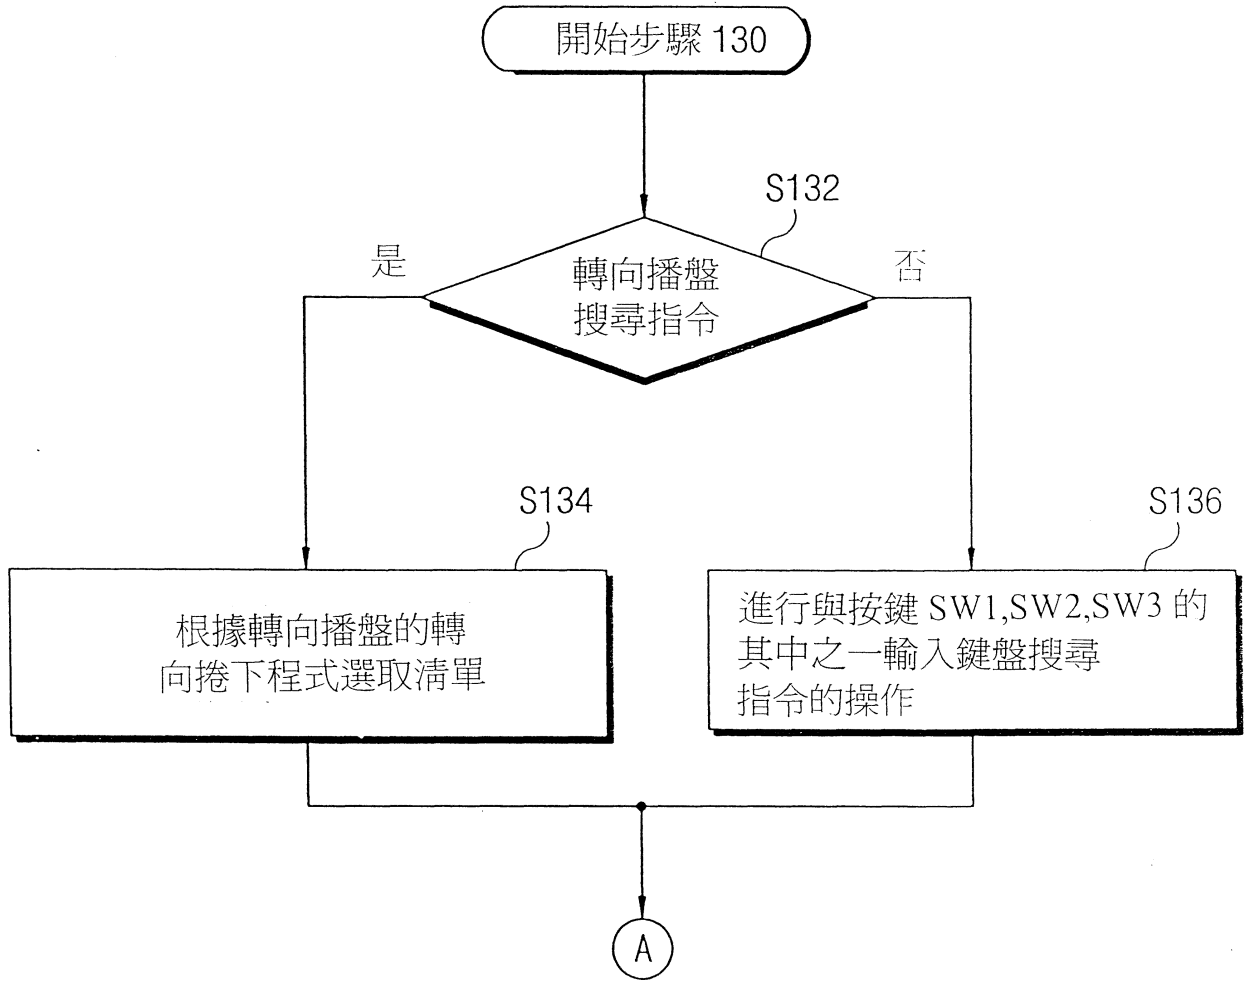 開始步驟 130
S132
是
否
轉向播盤
搜尋指令
S134
S136
根據轉向播盤的轉
向捲下程式選取清單
進行與按鍵 SW1,SW2,SW3 的
其中之一輸入鍵盤搜尋
指令的操作
A